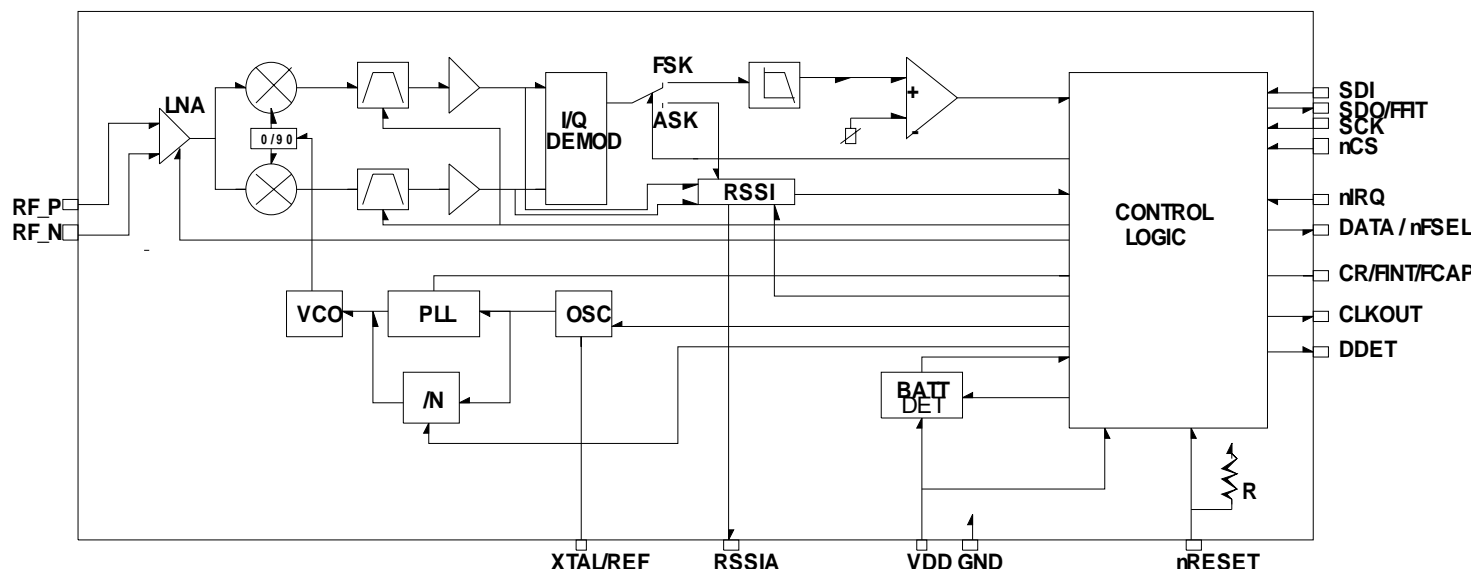 LNA
0/90
I/Q
DEMOD
FSK
ASK
+
-
RSSI
CONTROL
LOGIC
VCO
PLL
OSC
/N
BATT
DET
R
RF_P
RF_N
SDI
SDO/FFIT
SCK
nCS
nIRQ
DATA / nFSEL
CR/FINT/FCAP
CLKOUT
DDET
XTAL/REF
RSSIA
VDD
GND
nRESET